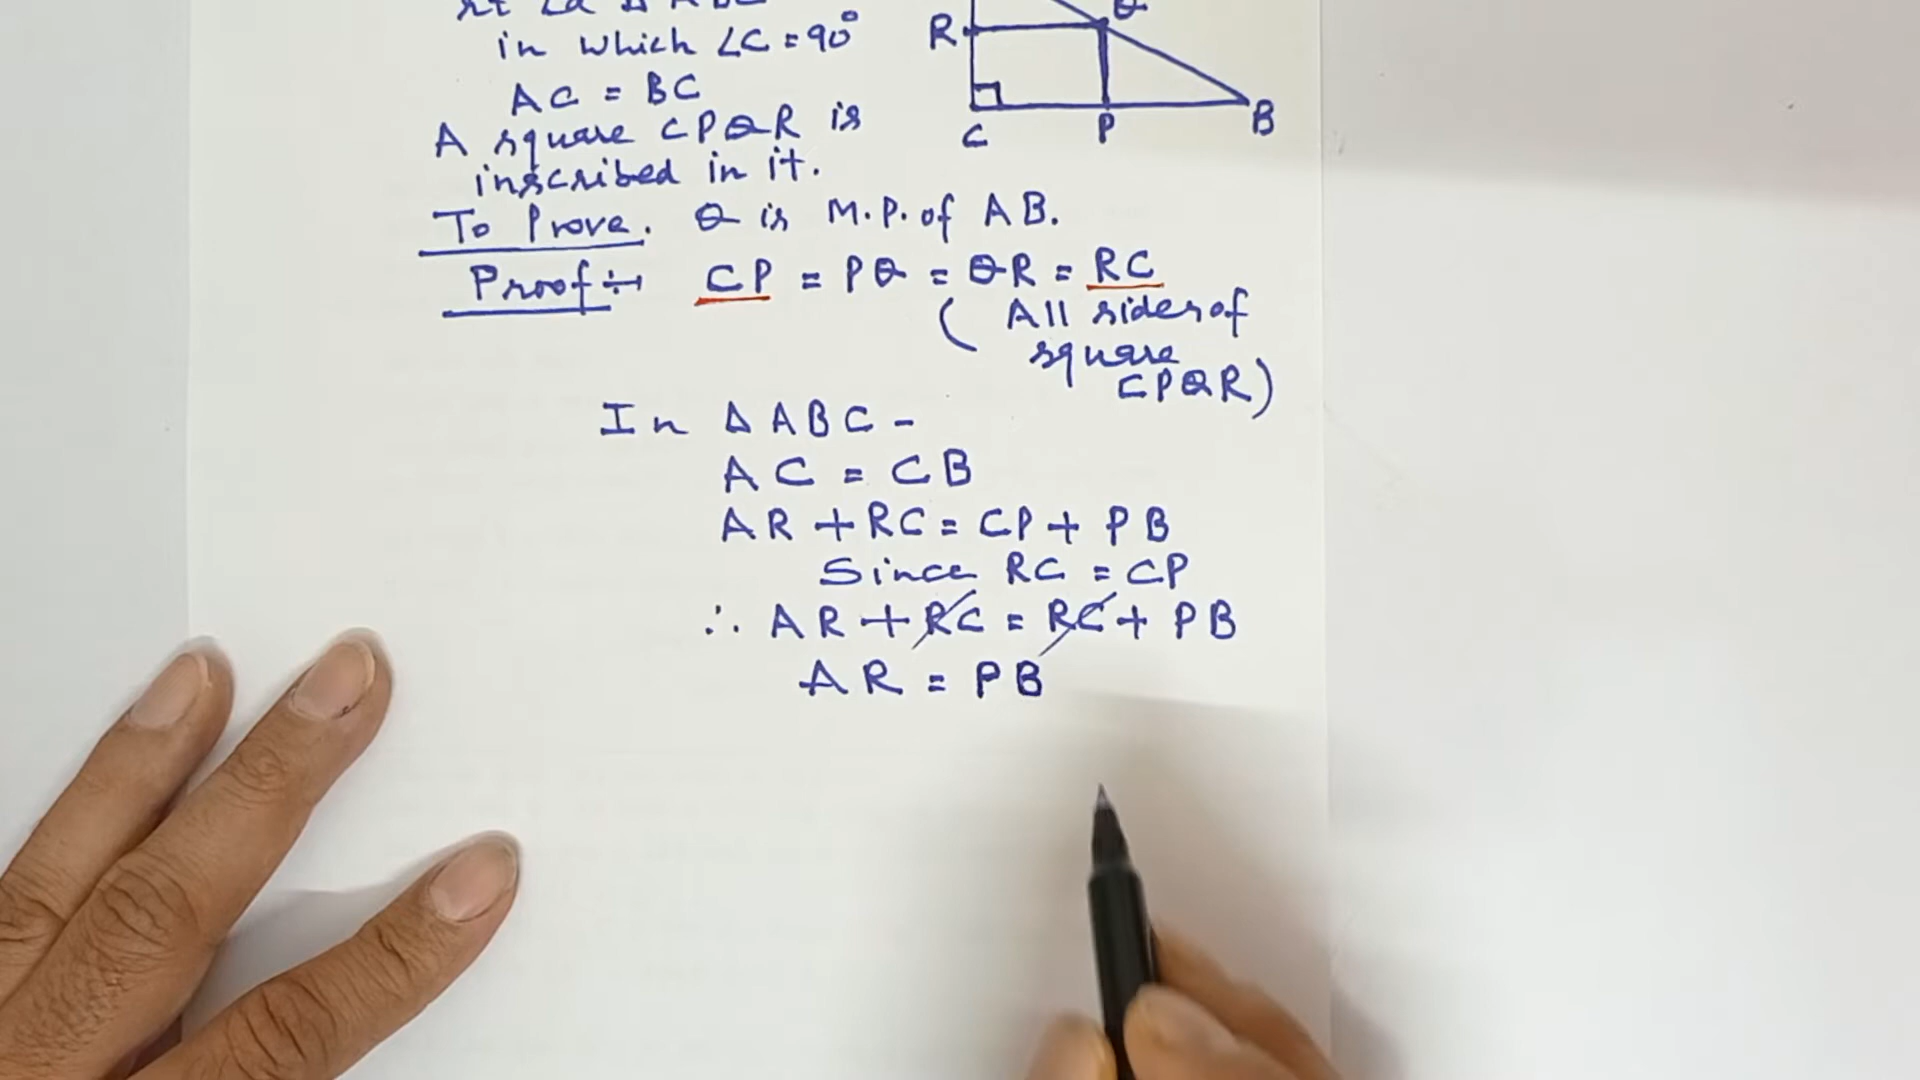 rt ∠d Δ ABC
in which ∠C = 90°
AC = BC
A square CPQR is
inscribed in it.
To Prove. Q is M.P. of AB.
Proof ÷ CP = PQ = QR = RC
( All sides of
square
CPQR)
In Δ ABC -
AC = CB
AR + RC = CP + PB
Since RC = CP
∴ AR + RC = RC + PB
AR = PB
R
Q
C
P
B